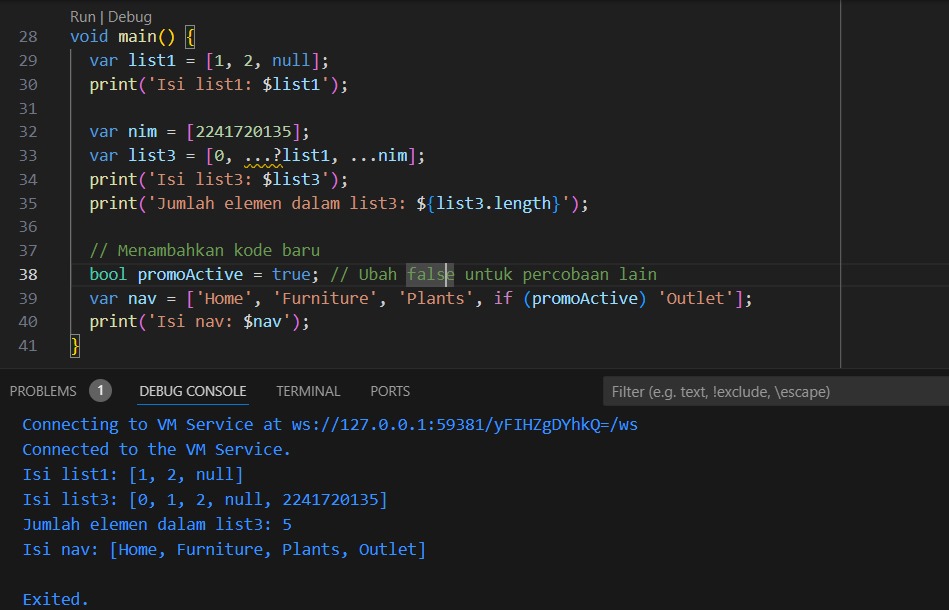 Run | Debug
28 void main() {
29 var list1 = [1, 2, null];
30 print('Isi list1: $list1');
31
32 var nim = [2241720135];
33 var list3 = [0, ...?list1, ...nim];
34 print('Isi list3: $list3');
35 print('Jumlah elemen dalam list3: ${list3.length}');
36
37 // Menambahkan kode baru
38 bool promoActive = true; // Ubah false untuk percobaan lain
39 var nav = ['Home', 'Furniture', 'Plants', if (promoActive) 'Outlet'];
40 print('Isi nav: $nav');
41 }
PROBLEMS 1 DEBUG CONSOLE TERMINAL PORTS Filter (e.g. text, !exclude, \escape)
Connecting to VM Service at ws://127.0.0.1:59381/yFIHZgDYhkQ=/ws
Connected to the VM Service.
Isi list1: [1, 2, null]
Isi list3: [0, 1, 2, null, 2241720135]
Jumlah elemen dalam list3: 5
Isi nav: [Home, Furniture, Plants, Outlet]
Exited.